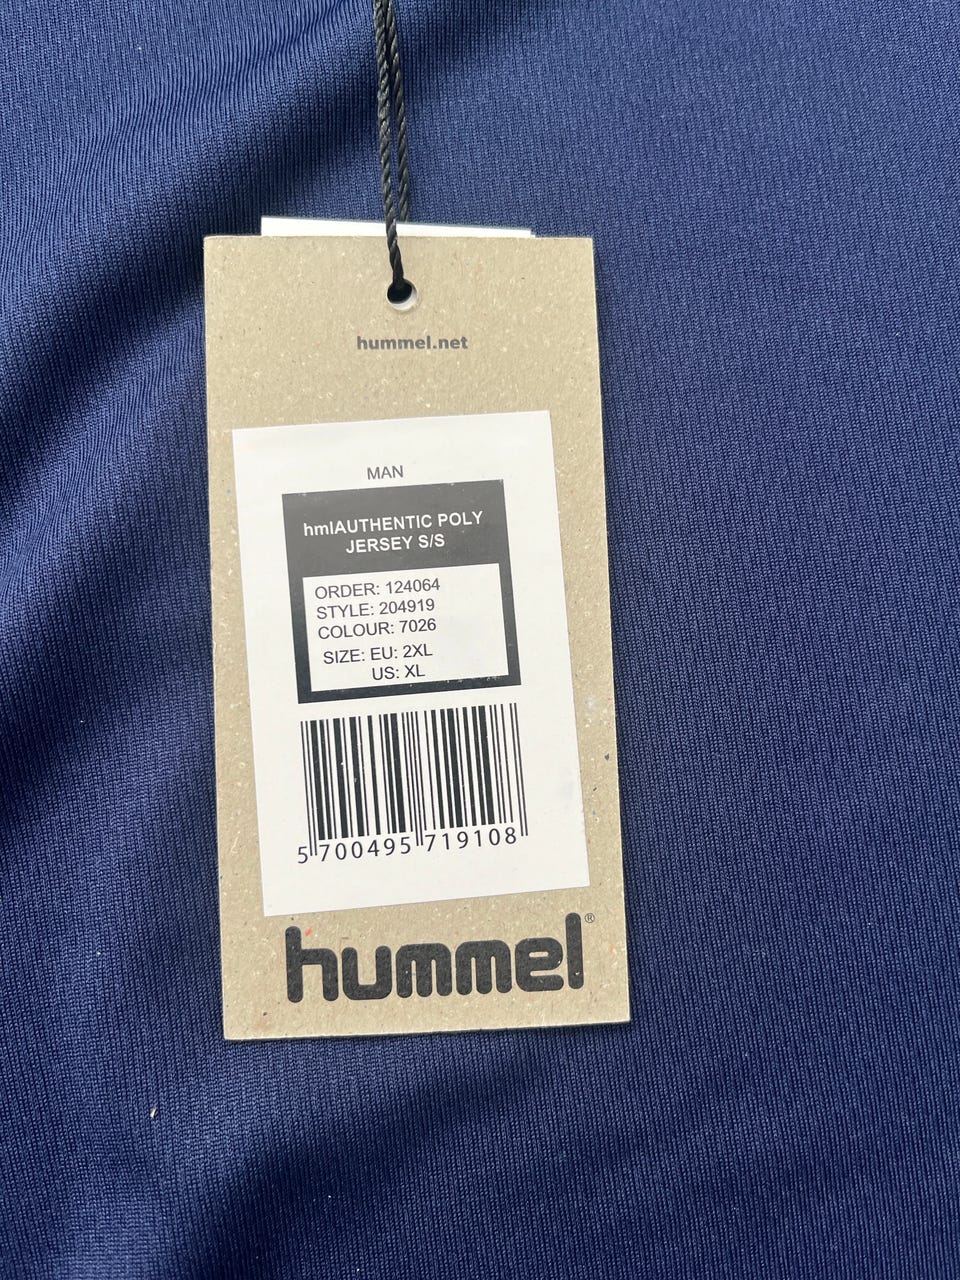 hummel.net
MAN
hmlAUTHENTIC POLY
JERSEY S/S
ORDER: 124064
STYLE: 204919
COLOUR: 7026
SIZE: EU: 2XL
US: XL
5 700495 719108
hummel®